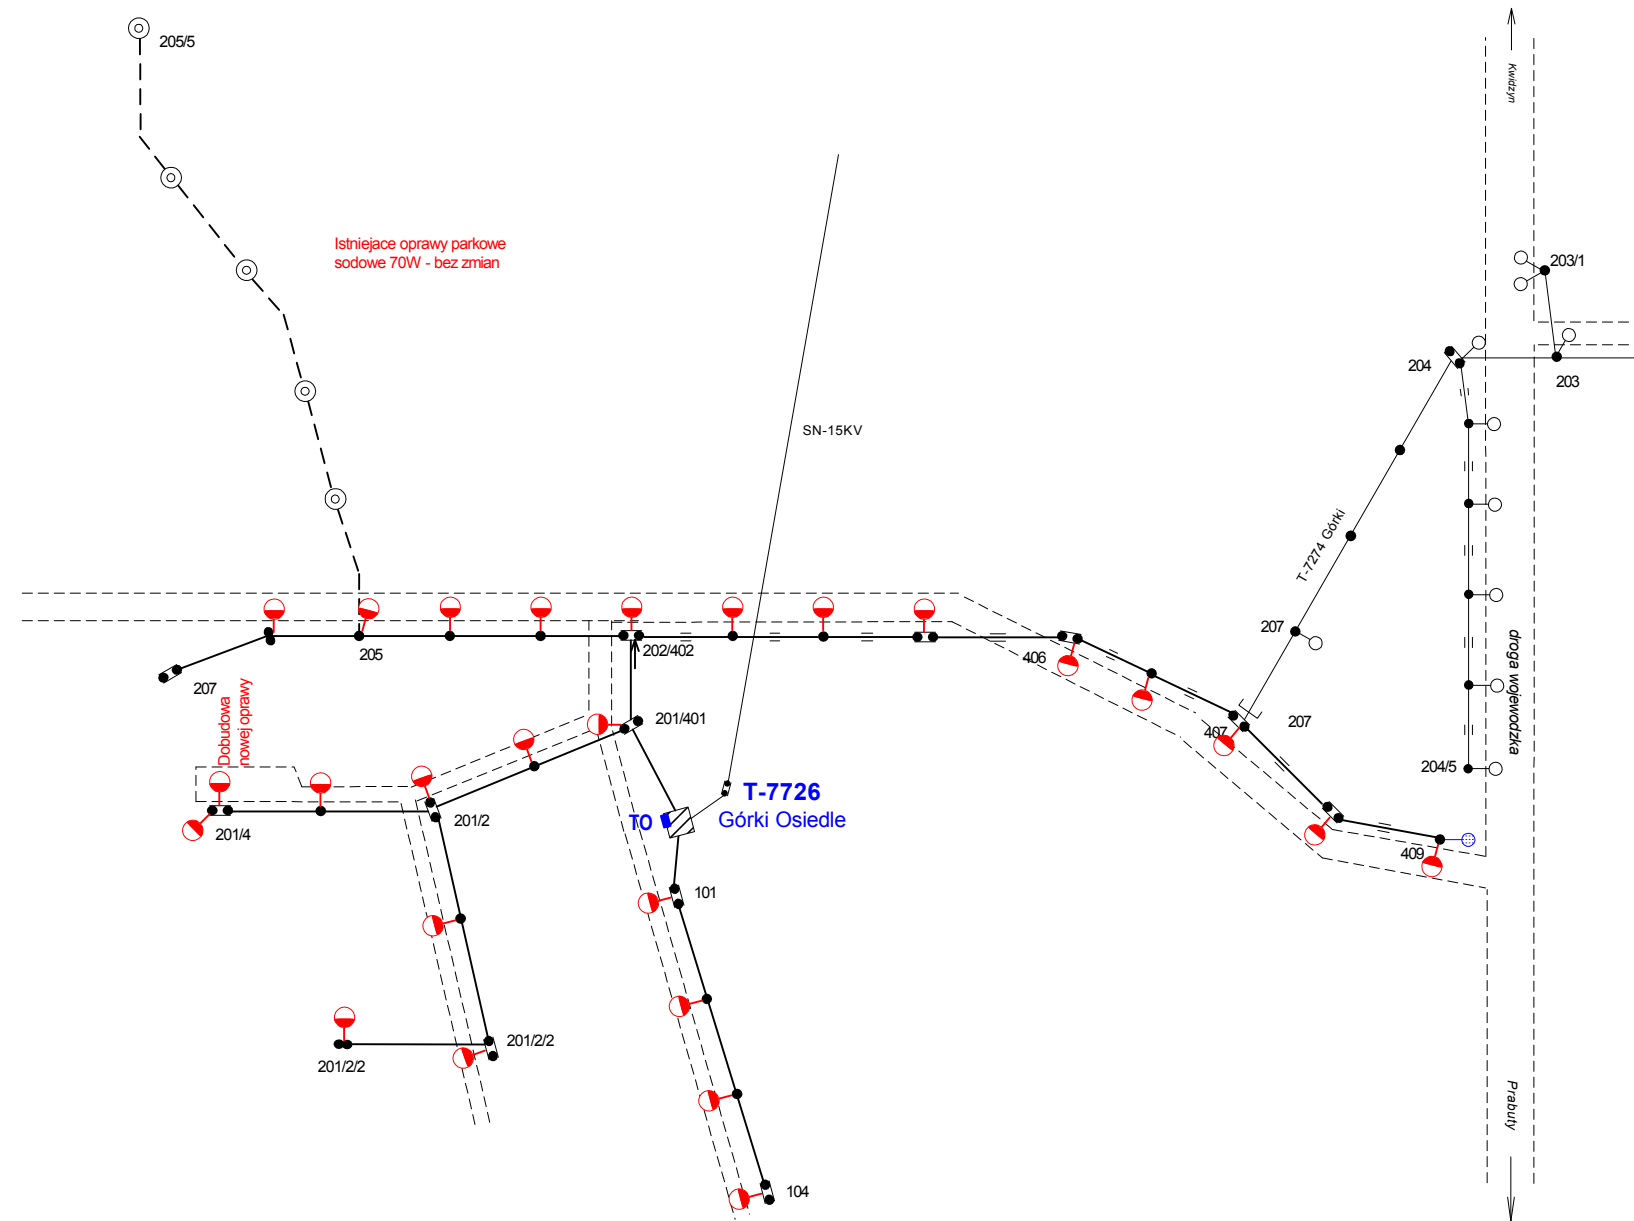 205/5
Kwidzyn
Istniejace oprawy parkowe
sodowe 70W - bez zmian
203/1
204
203
SN-15KV
T-7274 Górki
207
droga wojewodzka
205
202/402
406
207
Dobudowa
nowej oprawy
201/401
407
207
204/5
T-7726
TO
Górki Osiedle
201/4
201/2
409
101
201/2/2
201/2/2
Prabuty
104